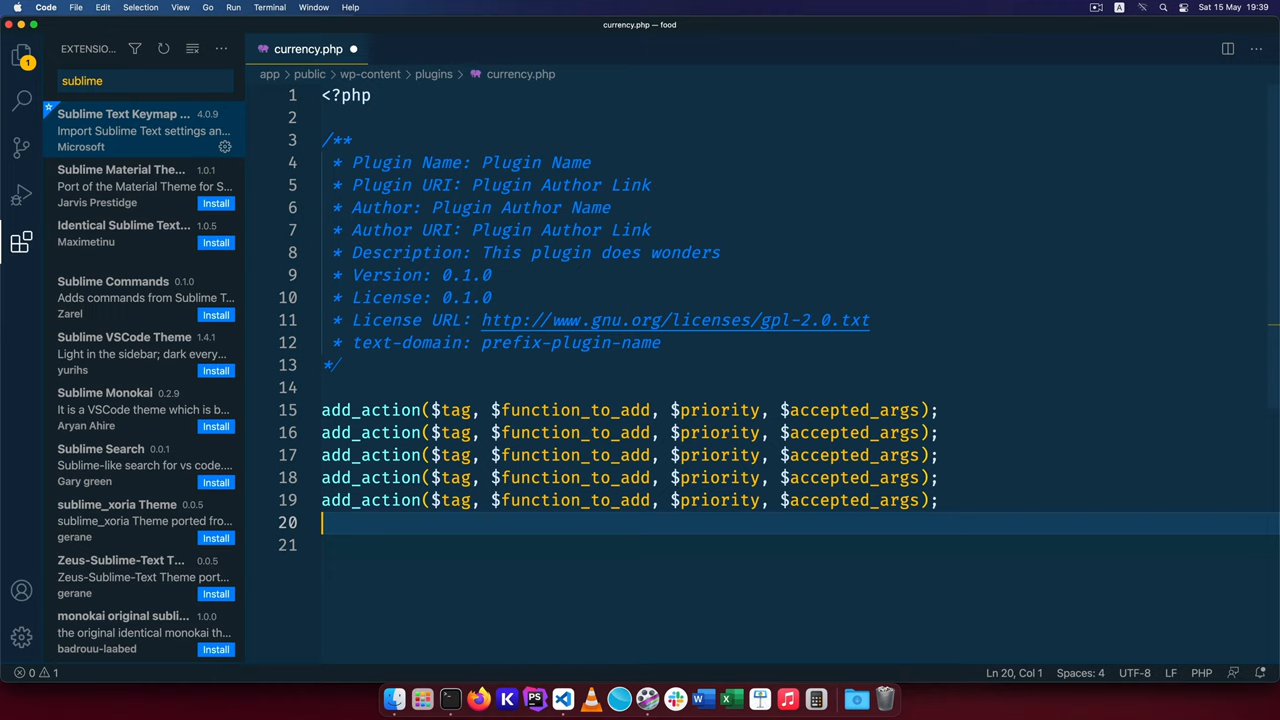 Code File Edit Selection View Go Run Terminal Window Help
A Sat 15 May 19:39
currency.php — food
EXTENSIO...
1
sublime
Sublime Text Keymap ... 4.0.9
Import Sublime Text settings an...
Microsoft
Sublime Material The... 1.0.1
Port of the Material Theme for S...
Jarvis Prestidge Install
Identical Sublime Text... 1.0.5
Maximetinu Install
Sublime Commands 0.1.0
Adds commands from Sublime T...
Zarel Install
Sublime VSCode Theme 1.4.1
Light in the sidebar; dark every...
yurihs Install
Sublime Monokai 0.2.9
It is a VSCode theme which is b...
Aryan Ahire Install
Sublime Search 0.0.1
Sublime-like search for vs code...
Gary green Install
sublime_xoria Theme 0.0.5
sublime_xoria Theme ported fro...
gerane Install
Zeus-Sublime-Text T... 0.0.5
Zeus-Sublime-Text Theme port...
gerane Install
monokai original subli... 1.0.0
the original identical monokai th...
badrouu-laabed Install
currency.php
app > public > wp-content > plugins > currency.php
1 <?php
2
3 /**
4 * Plugin Name: Plugin Name
5 * Plugin URI: Plugin Author Link
6 * Author: Plugin Author Name
7 * Author URI: Plugin Author Link
8 * Description: This plugin does wonders
9 * Version: 0.1.0
10 * License: 0.1.0
11 * License URL: http://www.gnu.org/licenses/gpl-2.0.txt
12 * text-domain: prefix-plugin-name
13 */
14
15 add_action($tag, $function_to_add, $priority, $accepted_args);
16 add_action($tag, $function_to_add, $priority, $accepted_args);
17 add_action($tag, $function_to_add, $priority, $accepted_args);
18 add_action($tag, $function_to_add, $priority, $accepted_args);
19 add_action($tag, $function_to_add, $priority, $accepted_args);
20
21
0 1
Ln 20, Col 1 Spaces: 4 UTF-8 LF PHP
K PS W X